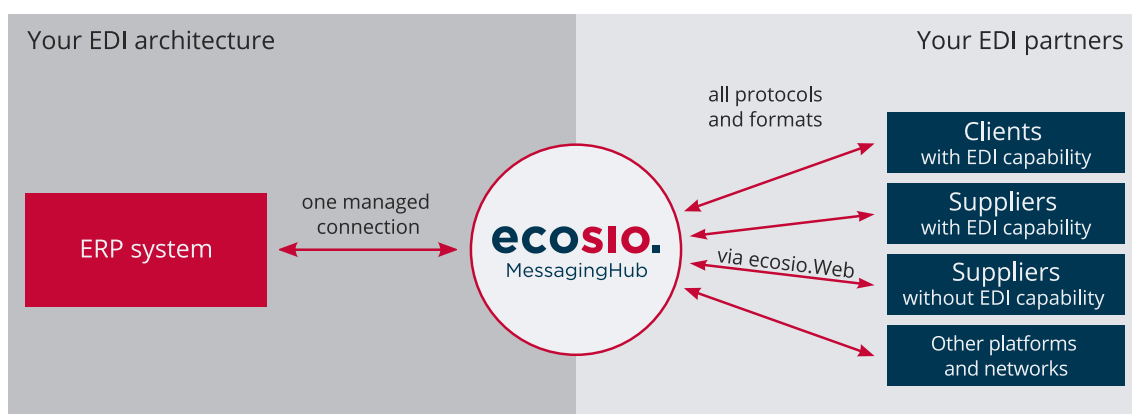 Your EDI architecture
Your EDI partners
all protocols
and formats
Clients
with EDI capability
one managed
connection
Suppliers
with EDI capability
ERP system
ecosio.
MessagingHub
via ecosio.Web
Suppliers
without EDI capability
Other platforms
and networks